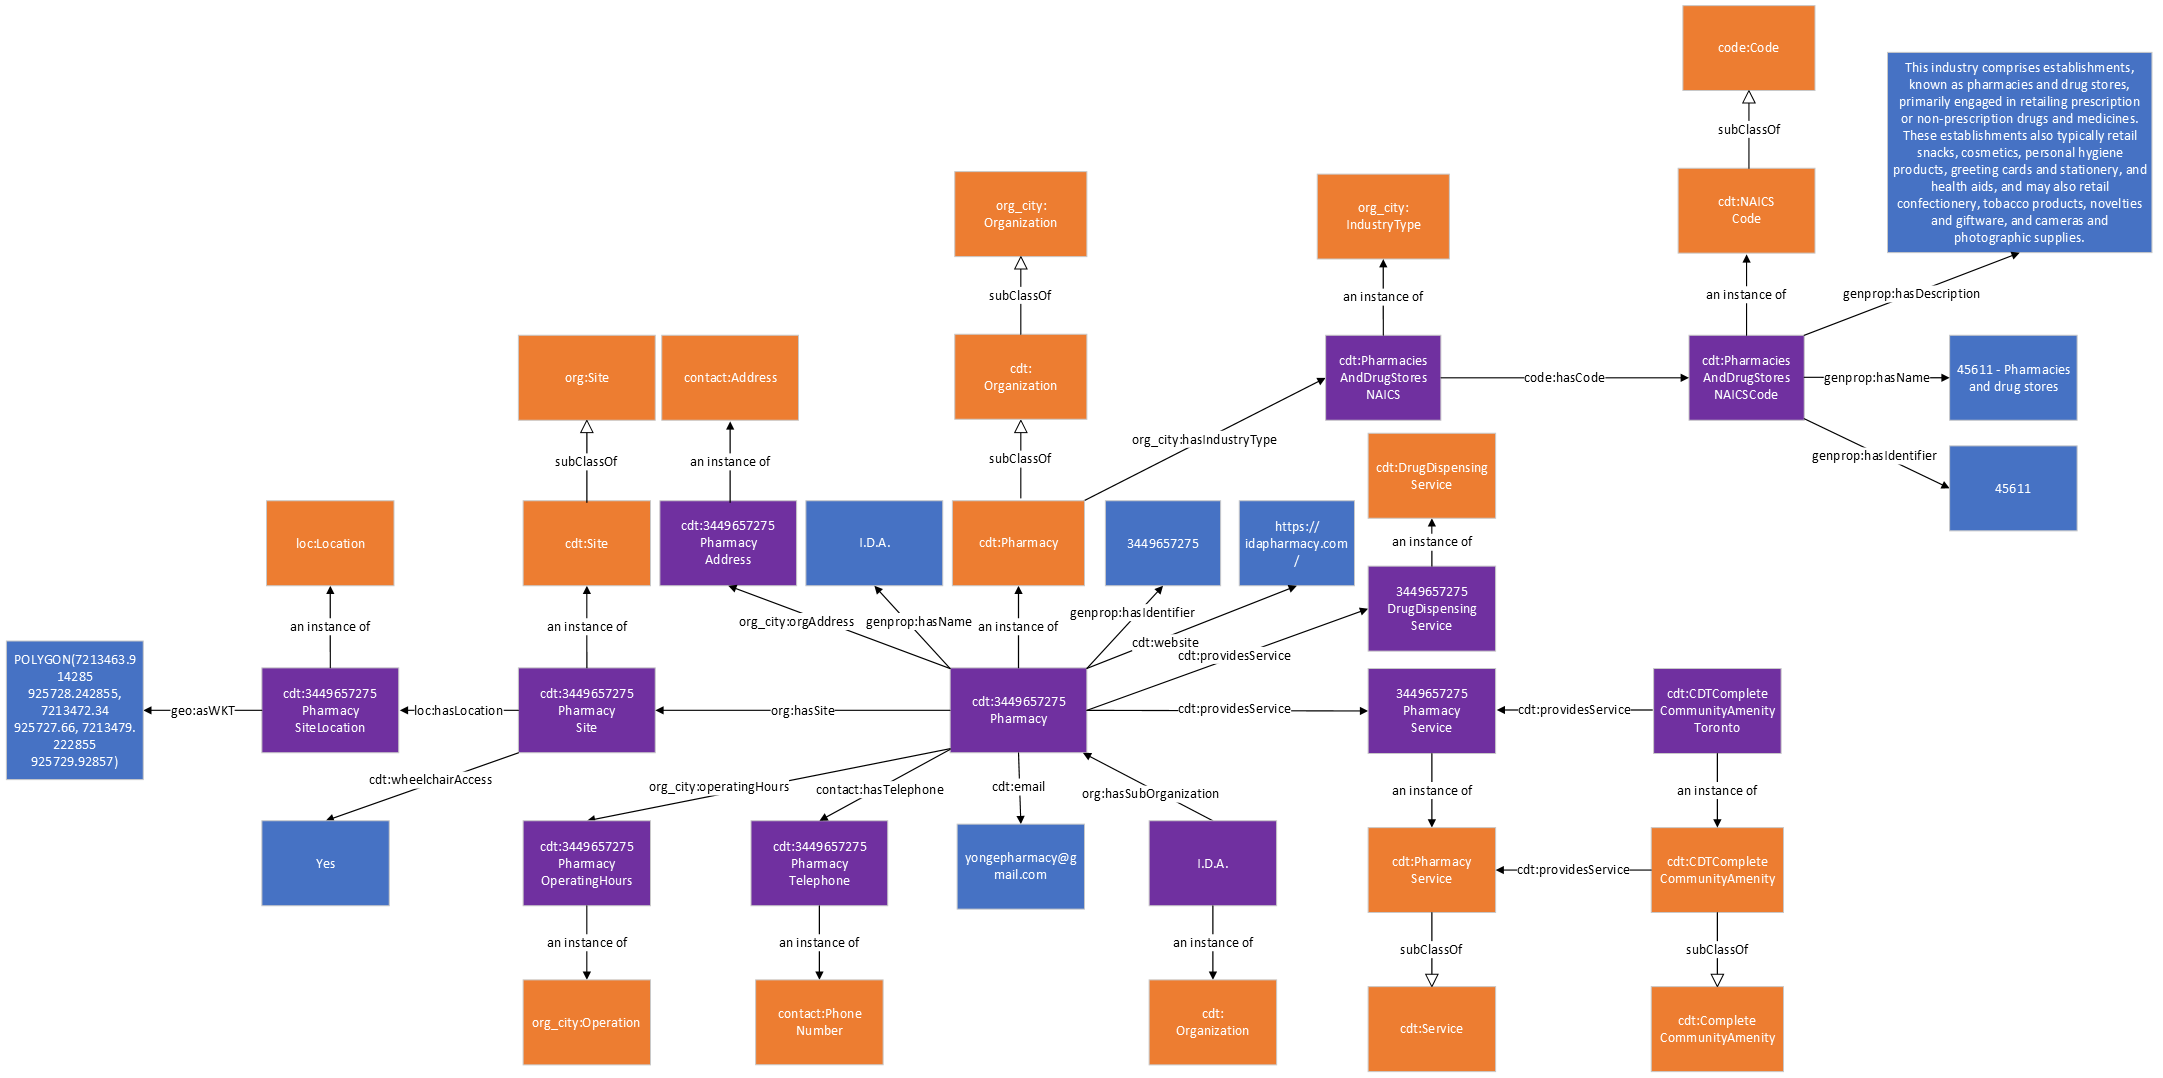 code:Code
This industry comprises establishments,
known as pharmacies and drug stores,
primarily engaged in retailing prescription
or non-prescription drugs and medicines.
These establishments also typically retail
snacks, cosmetics, personal hygiene
products, greeting cards and stationery, and
health aids, and may also retail
confectionery, tobacco products, novelties
and giftware, and cameras and
photographic supplies.
subClassOf
org_city:
Organization
org_city:
IndustryType
cdt:NAICS
Code
subClassOf
an instance of
an instance of
genprop:hasDescription
org:Site
contact:Address
cdt:
Organization
cdt:Pharmacies
AndDrugStores
NAICS
code:hasCode
cdt:Pharmacies
AndDrugStores
NAICSCode
genprop:hasName
45611 - Pharmacies
and drug stores
subClassOf
an instance of
subClassOf
org_city:hasIndustryType
genprop:hasIdentifier
45611
cdt:DrugDispensing
Service
loc:Location
cdt:Site
cdt:3449657275
Pharmacy
Address
I.D.A.
cdt:Pharmacy
3449657275
https://
idapharmacy.com
/
an instance of
an instance of
an instance of
org_city:orgAddress
genprop:hasName
an instance of
genprop:hasIdentifier
cdt:website
cdt:providesService
3449657275
DrugDispensing
Service
POLYGON(7213463.9
14285
925728.242855,
7213472.34
925727.66, 7213479.
222855
925729.92857)
geo:asWKT
cdt:3449657275
Pharmacy
SiteLocation
loc:hasLocation
cdt:3449657275
Pharmacy
Site
org:hasSite
cdt:3449657275
Pharmacy
cdt:providesService
3449657275
Pharmacy
Service
cdt:providesService
cdt:CDTComplete
CommunityAmenity
Toronto
cdt:wheelchairAccess
org_city:operatingHours
contact:hasTelephone
cdt:email
org:hasSubOrganization
an instance of
an instance of
Yes
cdt:3449657275
Pharmacy
OperatingHours
cdt:3449657275
Pharmacy
Telephone
yongepharmacy@g
mail.com
I.D.A.
cdt:Pharmacy
Service
cdt:providesService
cdt:CDTComplete
CommunityAmenity
an instance of
an instance of
an instance of
subClassOf
subClassOf
org_city:Operation
contact:Phone
Number
cdt:
Organization
cdt:Service
cdt:Complete
CommunityAmenity